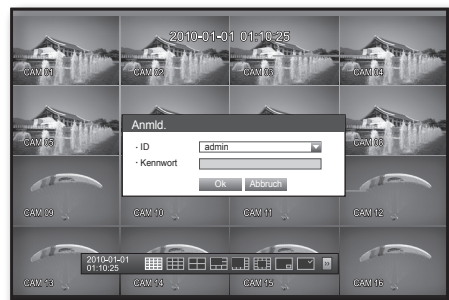 2010-01-01 01:10:25
CAM 01 CAM 02 CAM 03 CAM 04
CAM 05 CAM 08
Anmld.
· ID admin
· Kennwort
Ok Abbruch
CAM 09 CAM 10 CAM 11 CAM 12
2010-01-01
01:10:25
CAM 13 CAM 14 CAM 15 CAM 16